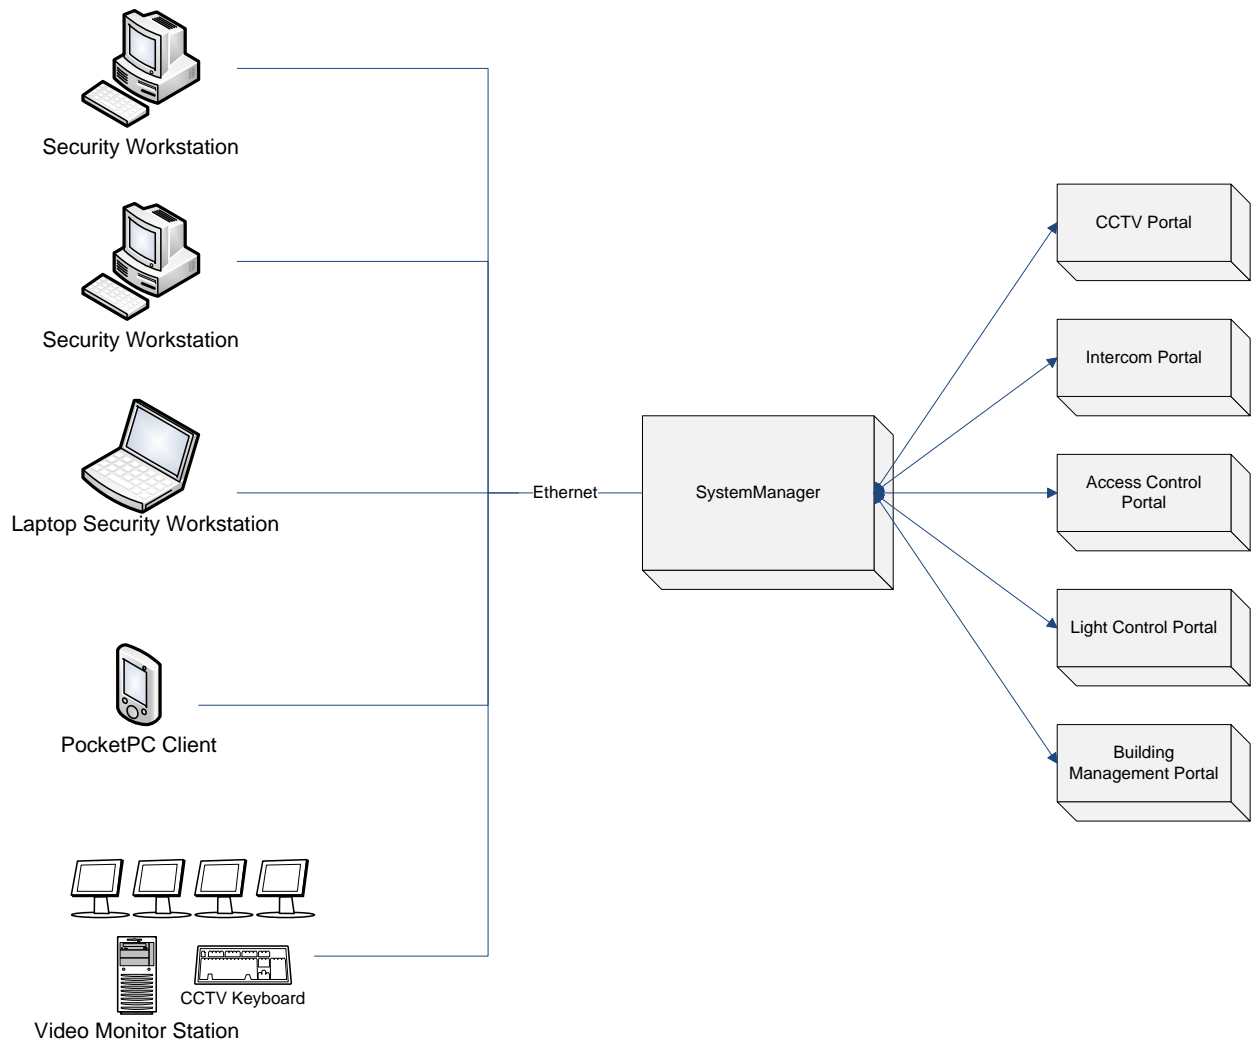 Security Workstation
Security Workstation
Laptop Security Workstation
PocketPC Client
CCTV Keyboard
Video Monitor Station
Ethernet
SystemManager
CCTV Portal
Intercom Portal
Access Control
Portal
Light Control Portal
Building
Management Portal